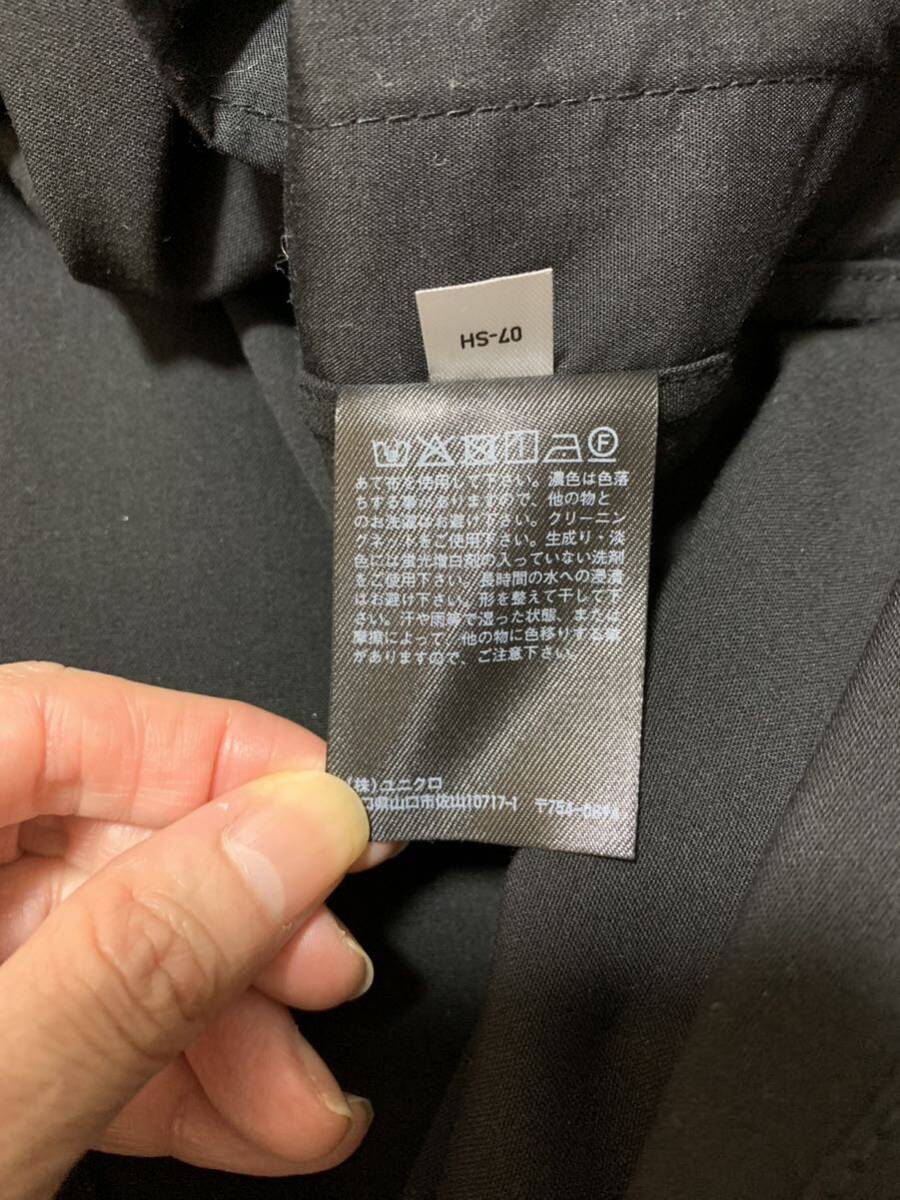 07-SH
あて布を使用して下さい。濃色は色落
ちする事がありますので、他の物と
のお洗濯はお避け下さい。クリーニン
グネットをご使用下さい。生成り・淡
色には蛍光増白剤の入っていない洗剤
をご使用下さい。長時間の水への浸漬
はお避け下さい。形を整えて干して下
さい。汗や雨等で湿った状態、または
摩擦によって、他の物に色移りする事
がありますので、ご注意下さい。
(株)ユニクロ
口県山口市佐山10717-1